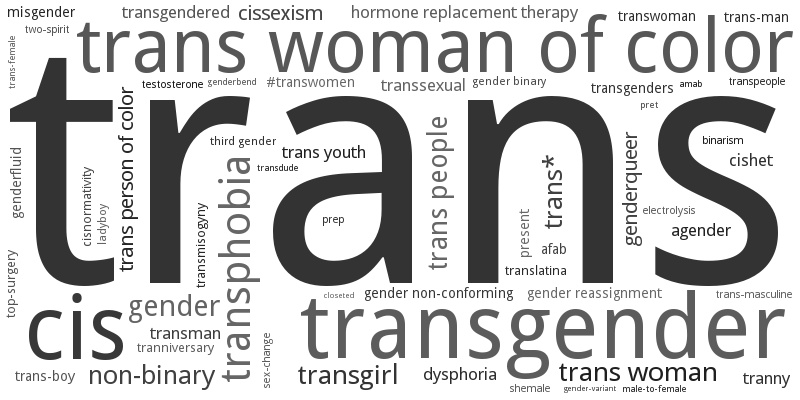 misgender
transgendered
cissexism
hormone replacement therapy
transwoman
trans-man
two-spirit
trans woman of color
trans-female
testosterone
genderbend
#transwomen
transsexual
gender binary
transgenders
amab
transpeople
pret
trans
trans person of color
third gender
trans youth
transdude
trans people
trans*
genderqueer
binarism
cishet
genderfluid
cisnormativity
ladyboy
transmisogyny
transphobia
prep
present
afab
electrolysis
agender
translatina
top-surgery
cis
gender
closeted
gender non-conforming
gender reassignment
trans-masculine
transman
tranniversary
transgender
sex-change
trans-boy
non-binary
transgirl
dysphoria
trans woman
tranny
shemale
gender-variant
male-to-female